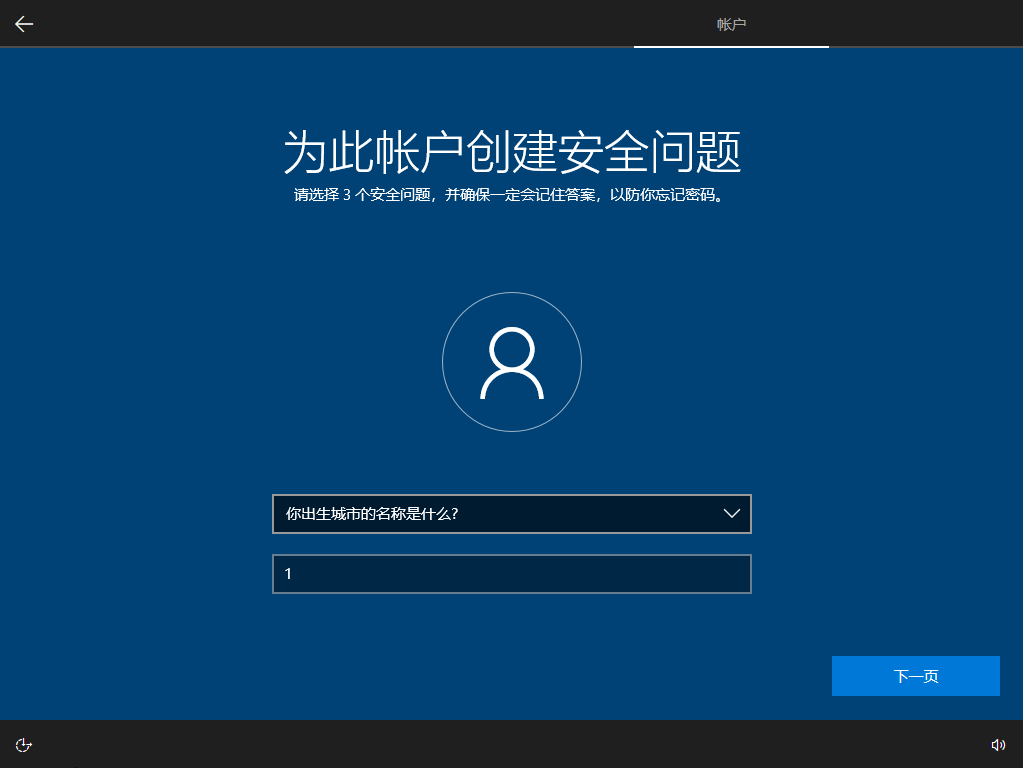 帐户
为此帐户创建安全问题
请选择 3 个安全问题，并确保一定会记住答案，以防你忘记密码。
你出生城市的名称是什么?
1
下一页